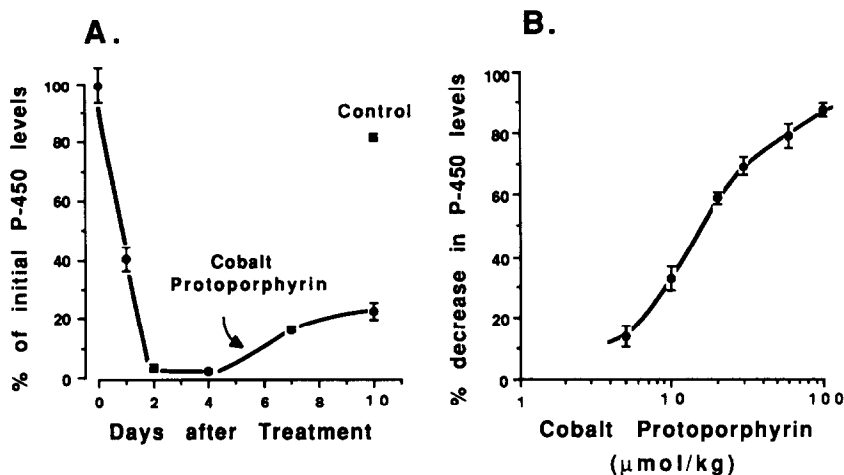 A.
% of initial P-450 levels
100
80
60
40
20
0
Control
Cobalt
Protoporphyrin
0 2 4 6 8 10
Days after Treatment
B.
% decrease in P-450 levels
100
80
60
40
20
0
1 10 100
Cobalt Protoporphyrin
(μmol/kg)